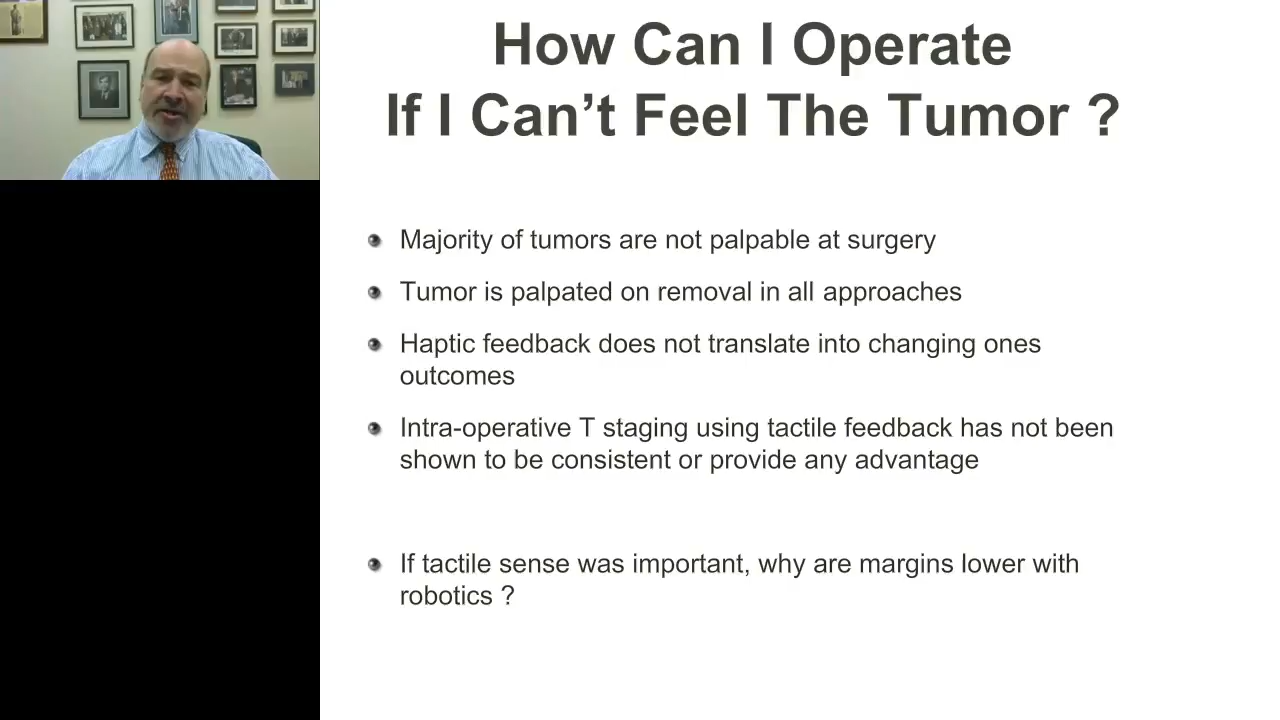 How Can I Operate
If I Can’t Feel The Tumor ?
Majority of tumors are not palpable at surgery
Tumor is palpated on removal in all approaches
Haptic feedback does not translate into changing ones
outcomes
Intra-operative T staging using tactile feedback has not been
shown to be consistent or provide any advantage
If tactile sense was important, why are margins lower with
robotics ?